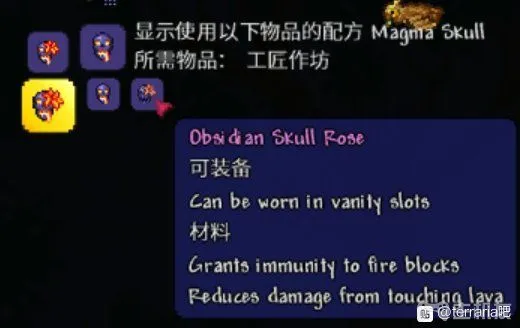 显示使用以下物品的配方 Magma Skull
所需物品： 工匠作坊
Obsidian Skull Rose
可装备
Can be worn in vanity slots
材料
Grants immunity to fire blocks
Reduces damage from touching lava
贴 @terraria吧